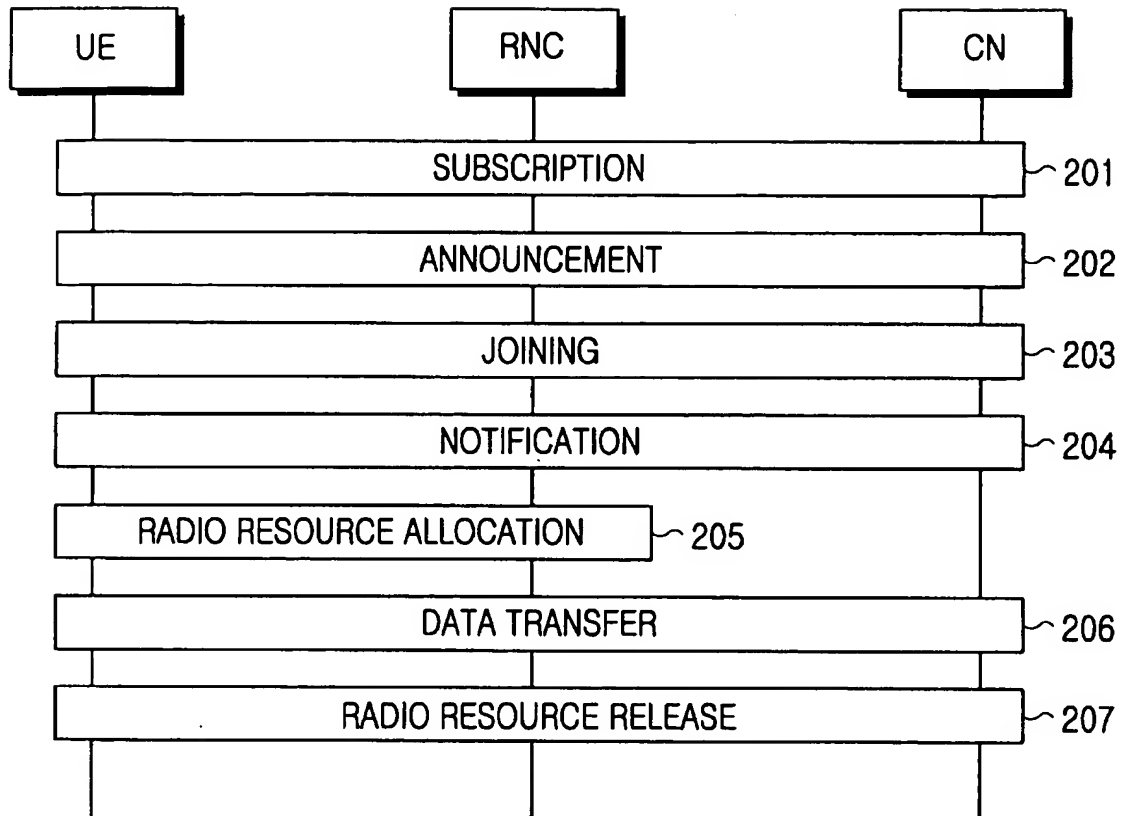 UE RNC CN
SUBSCRIPTION 201
ANNOUNCEMENT 202
JOINING 203
NOTIFICATION 204
RADIO RESOURCE ALLOCATION 205
DATA TRANSFER 206
RADIO RESOURCE RELEASE 207